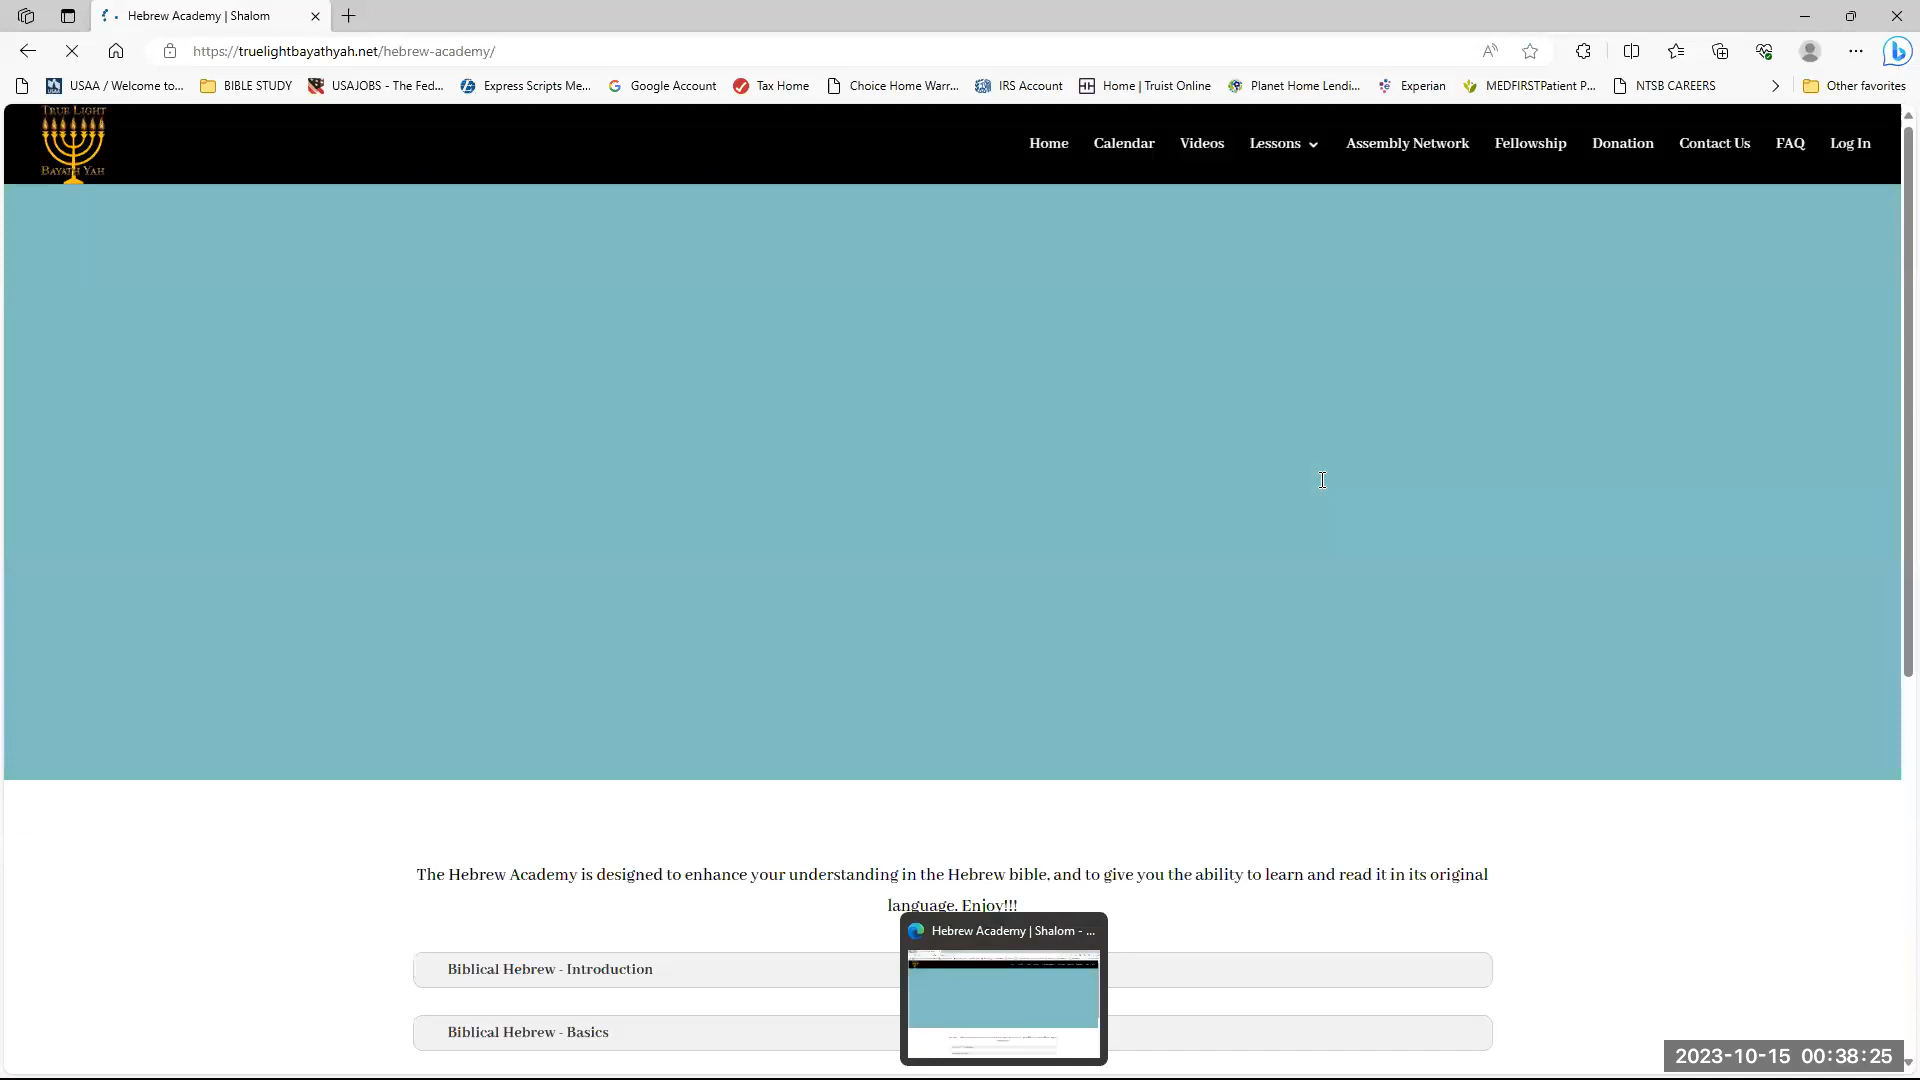 Hebrew Academy | Shalom
https://truelightbayathyah.net/hebrew-academy/
USAA / Welcome to...
BIBLE STUDY
USAJOBS - The Fed...
Express Scripts Me...
Google Account
Tax Home
Choice Home Warr...
IRS Account
Home | Truist Online
Planet Home Lendi...
Experian
MEDFIRSTPatient P...
NTSB CAREERS
Other favorites
TRUE LIGHT
BAYATH YAH
Home
Calendar
Videos
Lessons
Assembly Network
Fellowship
Donation
Contact Us
FAQ
Log In
The Hebrew Academy is designed to enhance your understanding in the Hebrew bible, and to give you the ability to learn and read it in its original
language. Enjoy!!!
Hebrew Academy | Shalom - ...
Biblical Hebrew - Introduction
Biblical Hebrew - Basics
2023-10-15 00:38:25